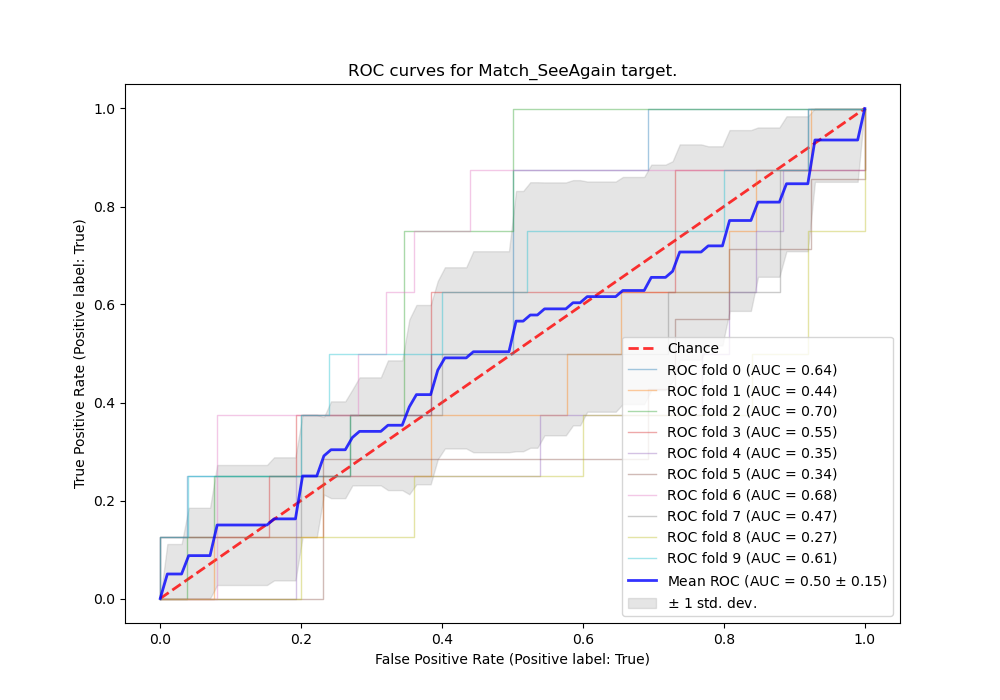 ROC curves for Match_SeeAgain target.
True Positive Rate (Positive label: True)
1.0
0.8
0.6
0.4
0.2
0.0
0.0 0.2 0.4 0.6 0.8 1.0
False Positive Rate (Positive label: True)
Chance
ROC fold 0 (AUC = 0.64)
ROC fold 1 (AUC = 0.44)
ROC fold 2 (AUC = 0.70)
ROC fold 3 (AUC = 0.55)
ROC fold 4 (AUC = 0.35)
ROC fold 5 (AUC = 0.34)
ROC fold 6 (AUC = 0.68)
ROC fold 7 (AUC = 0.47)
ROC fold 8 (AUC = 0.27)
ROC fold 9 (AUC = 0.61)
Mean ROC (AUC = 0.50 ± 0.15)
± 1 std. dev.